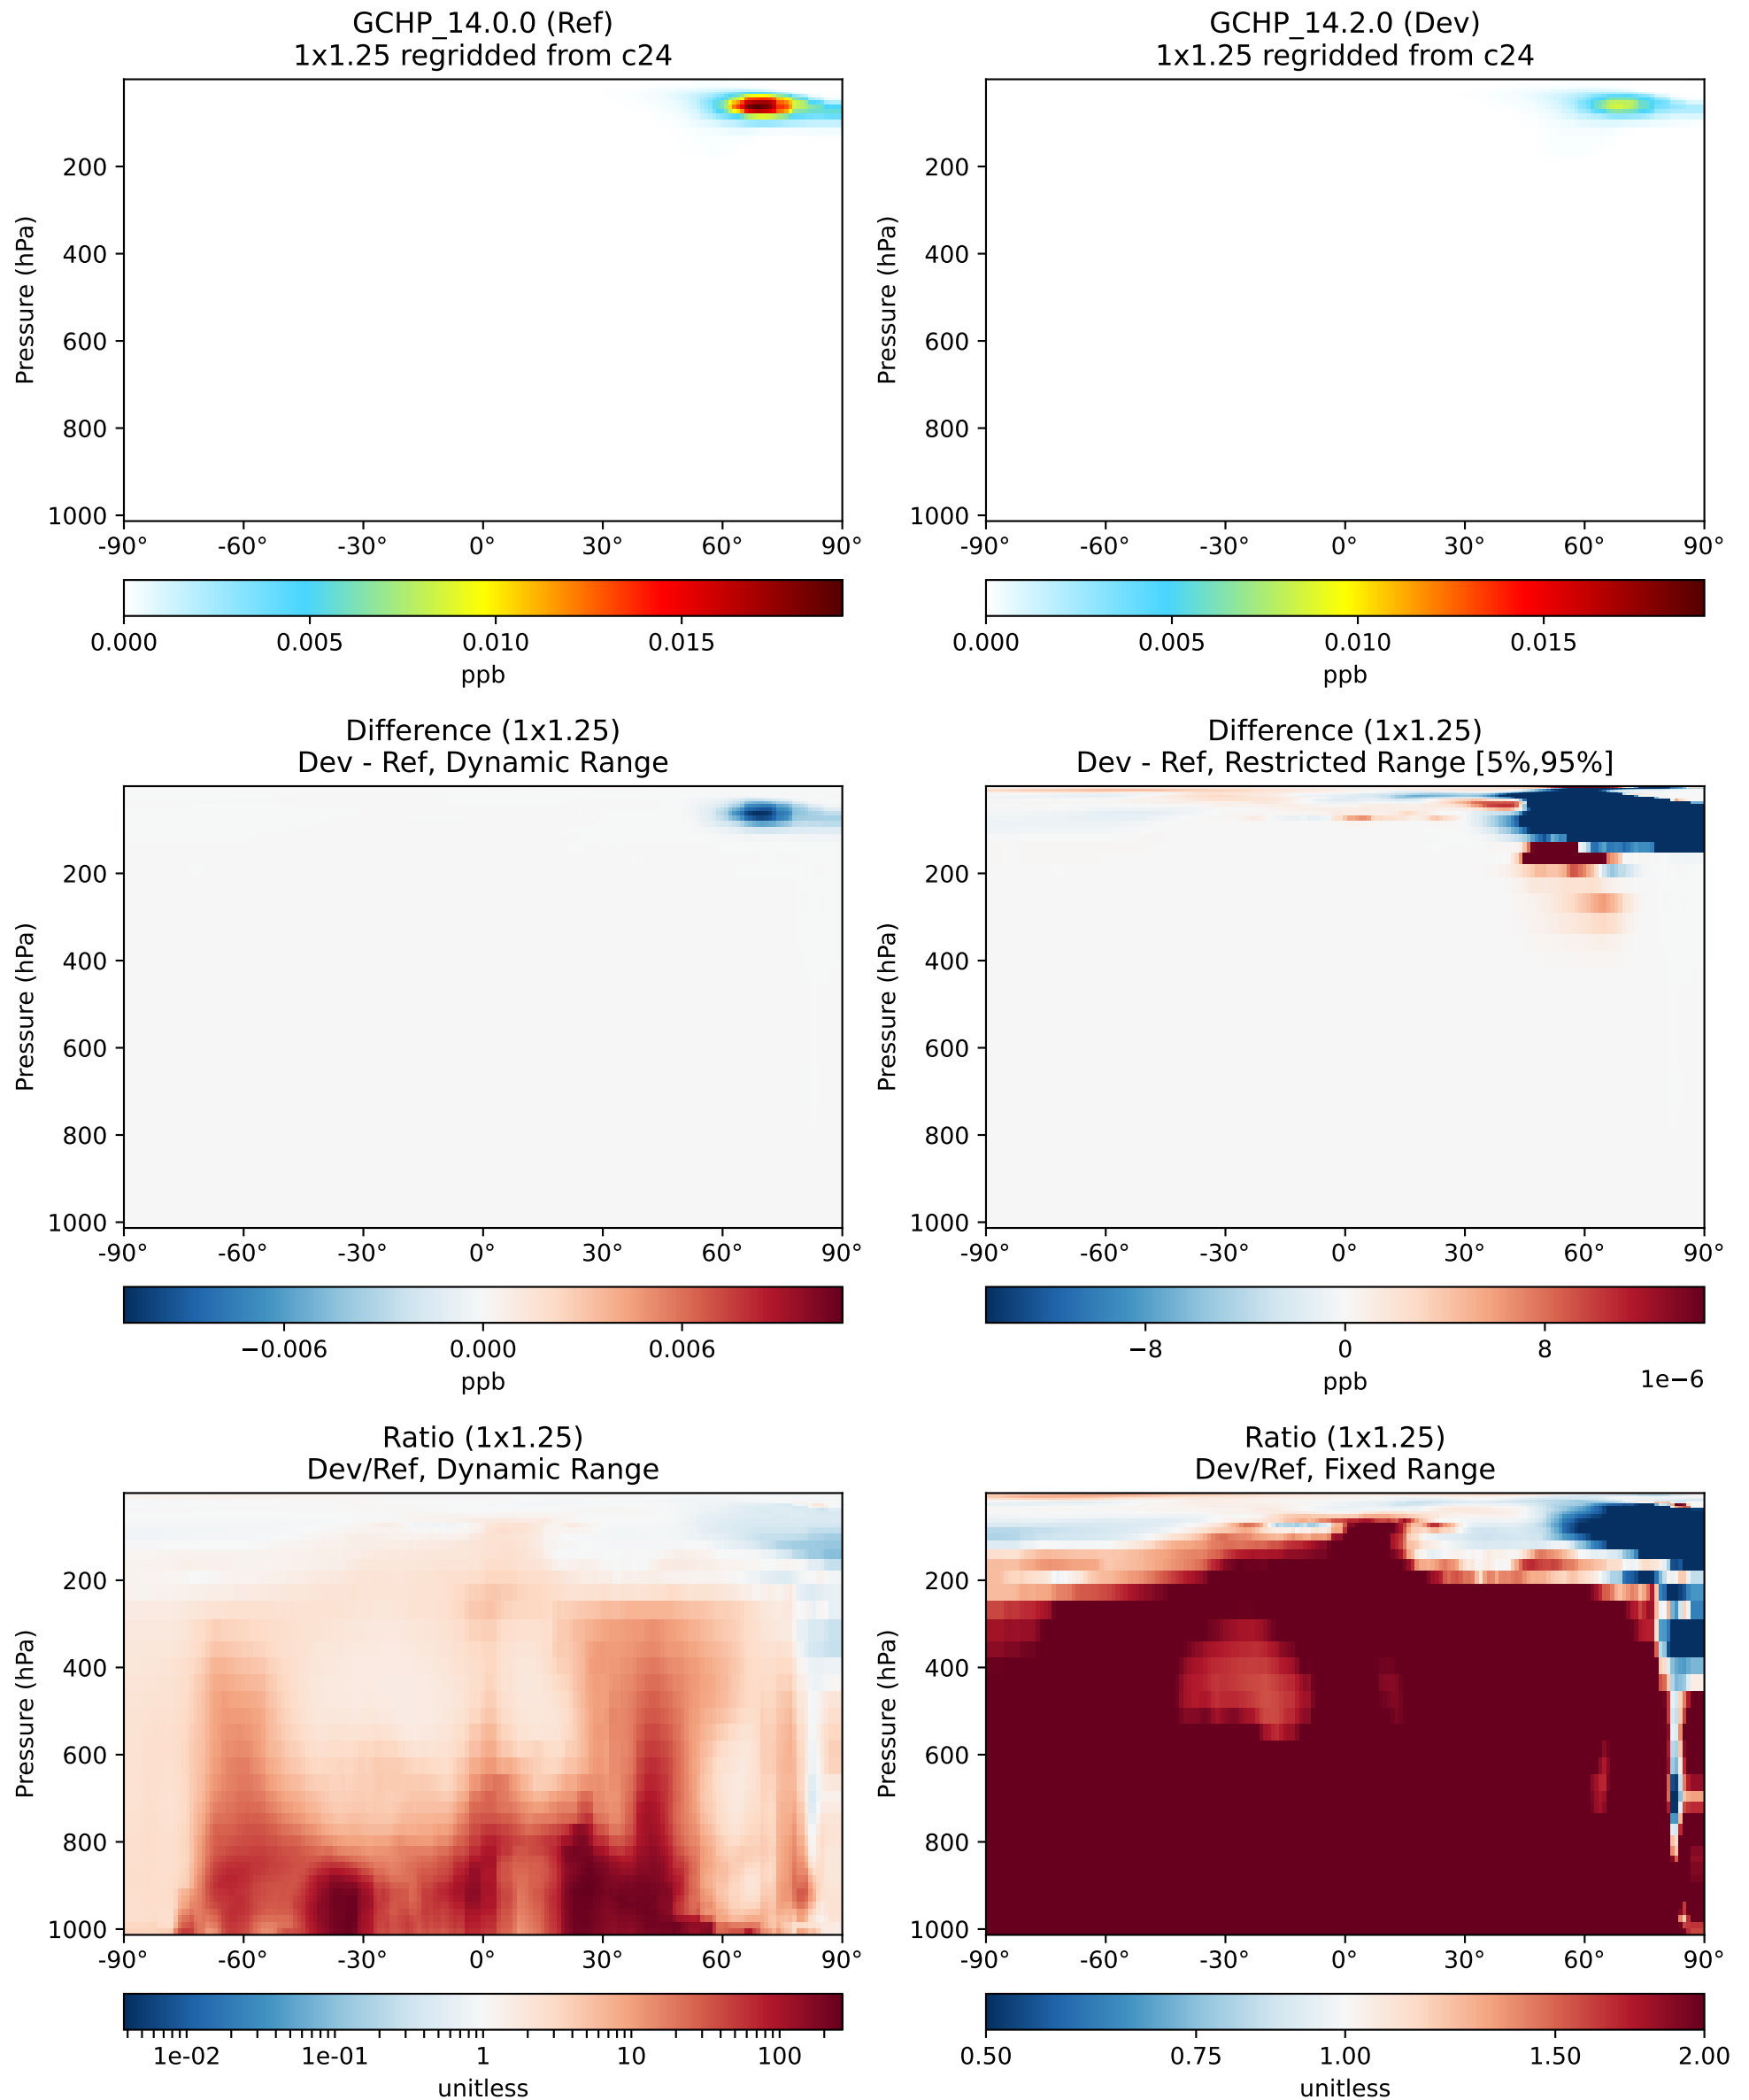 GCHP_14.0.0 (Ref)
1x1.25 regridded from c24
GCHP_14.2.0 (Dev)
1x1.25 regridded from c24
Pressure (hPa)
200
400
600
800
1000
-90° -60° -30° 0° 30° 60° 90°
0.000 0.005 0.010 0.015
ppb
Pressure (hPa)
200
400
600
800
1000
-90° -60° -30° 0° 30° 60° 90°
0.000 0.005 0.010 0.015
ppb
Difference (1x1.25)
Dev - Ref, Dynamic Range
Pressure (hPa)
200
400
600
800
1000
-90° -60° -30° 0° 30° 60° 90°
−0.006 0.000 0.006
ppb
Difference (1x1.25)
Dev - Ref, Restricted Range [5%,95%]
Pressure (hPa)
200
400
600
800
1000
-90° -60° -30° 0° 30° 60° 90°
−8 0 8
ppb
1e−6
Ratio (1x1.25)
Dev/Ref, Dynamic Range
Pressure (hPa)
200
400
600
800
1000
-90° -60° -30° 0° 30° 60° 90°
1e-02 1e-01 1 10 100
unitless
Ratio (1x1.25)
Dev/Ref, Fixed Range
Pressure (hPa)
200
400
600
800
1000
-90° -60° -30° 0° 30° 60° 90°
0.50 0.75 1.00 1.50 2.00
unitless